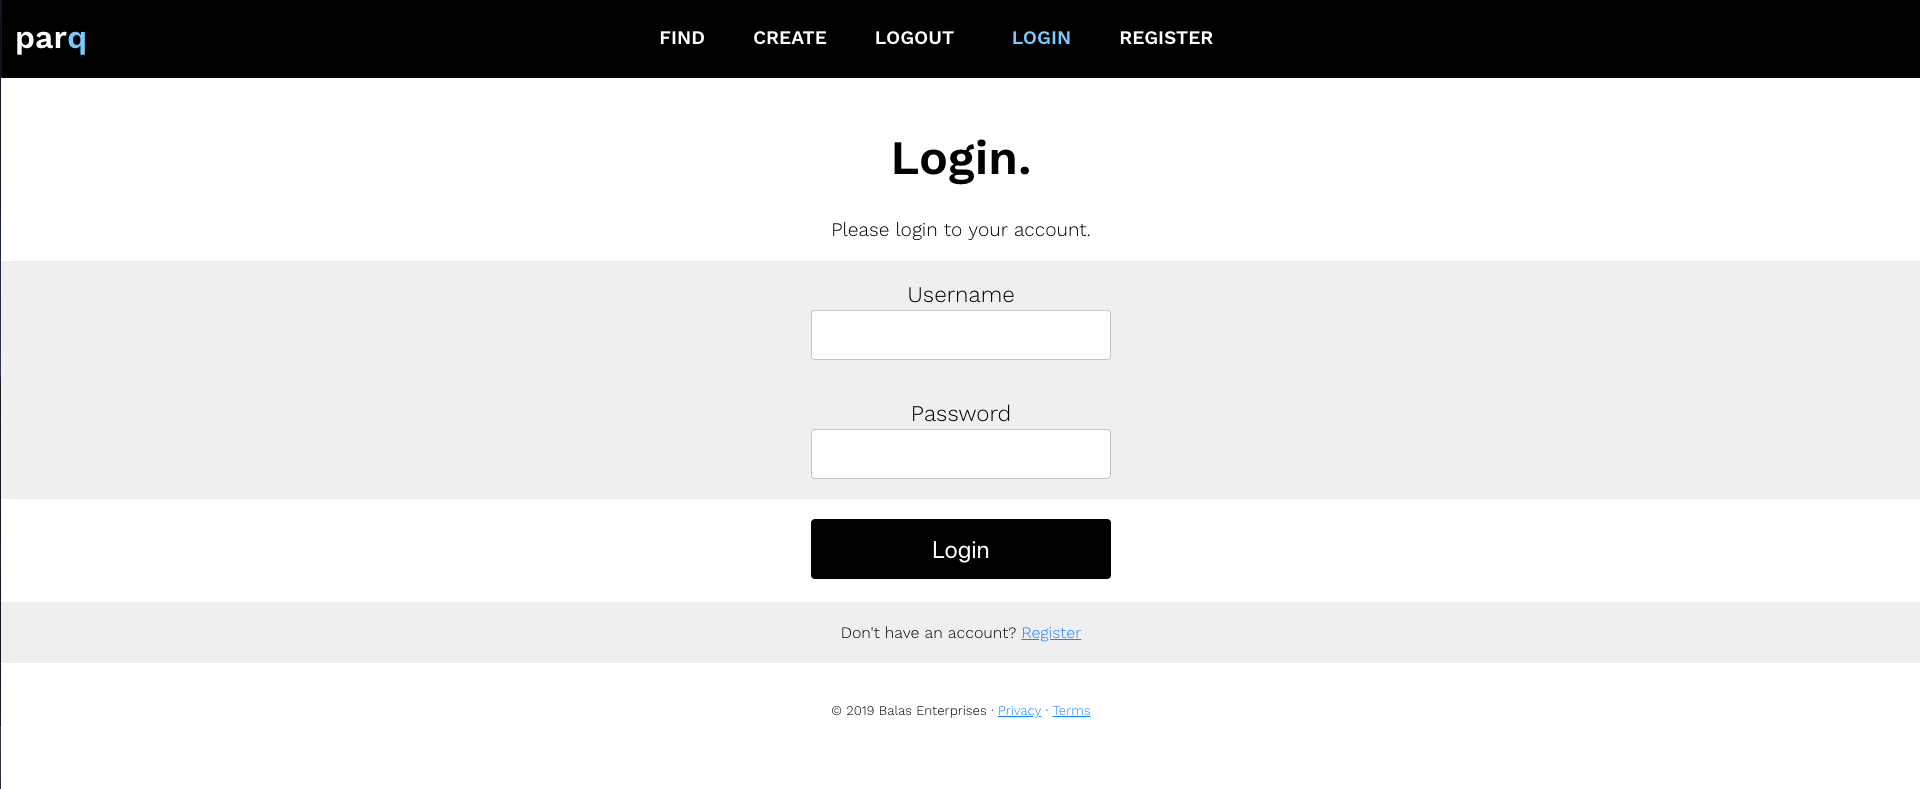 parq FIND CREATE LOGOUT LOGIN REGISTER
Login.
Please login to your account.
Username
Password
Login
Don't have an account? Register
© 2019 Balas Enterprises · Privacy · Terms